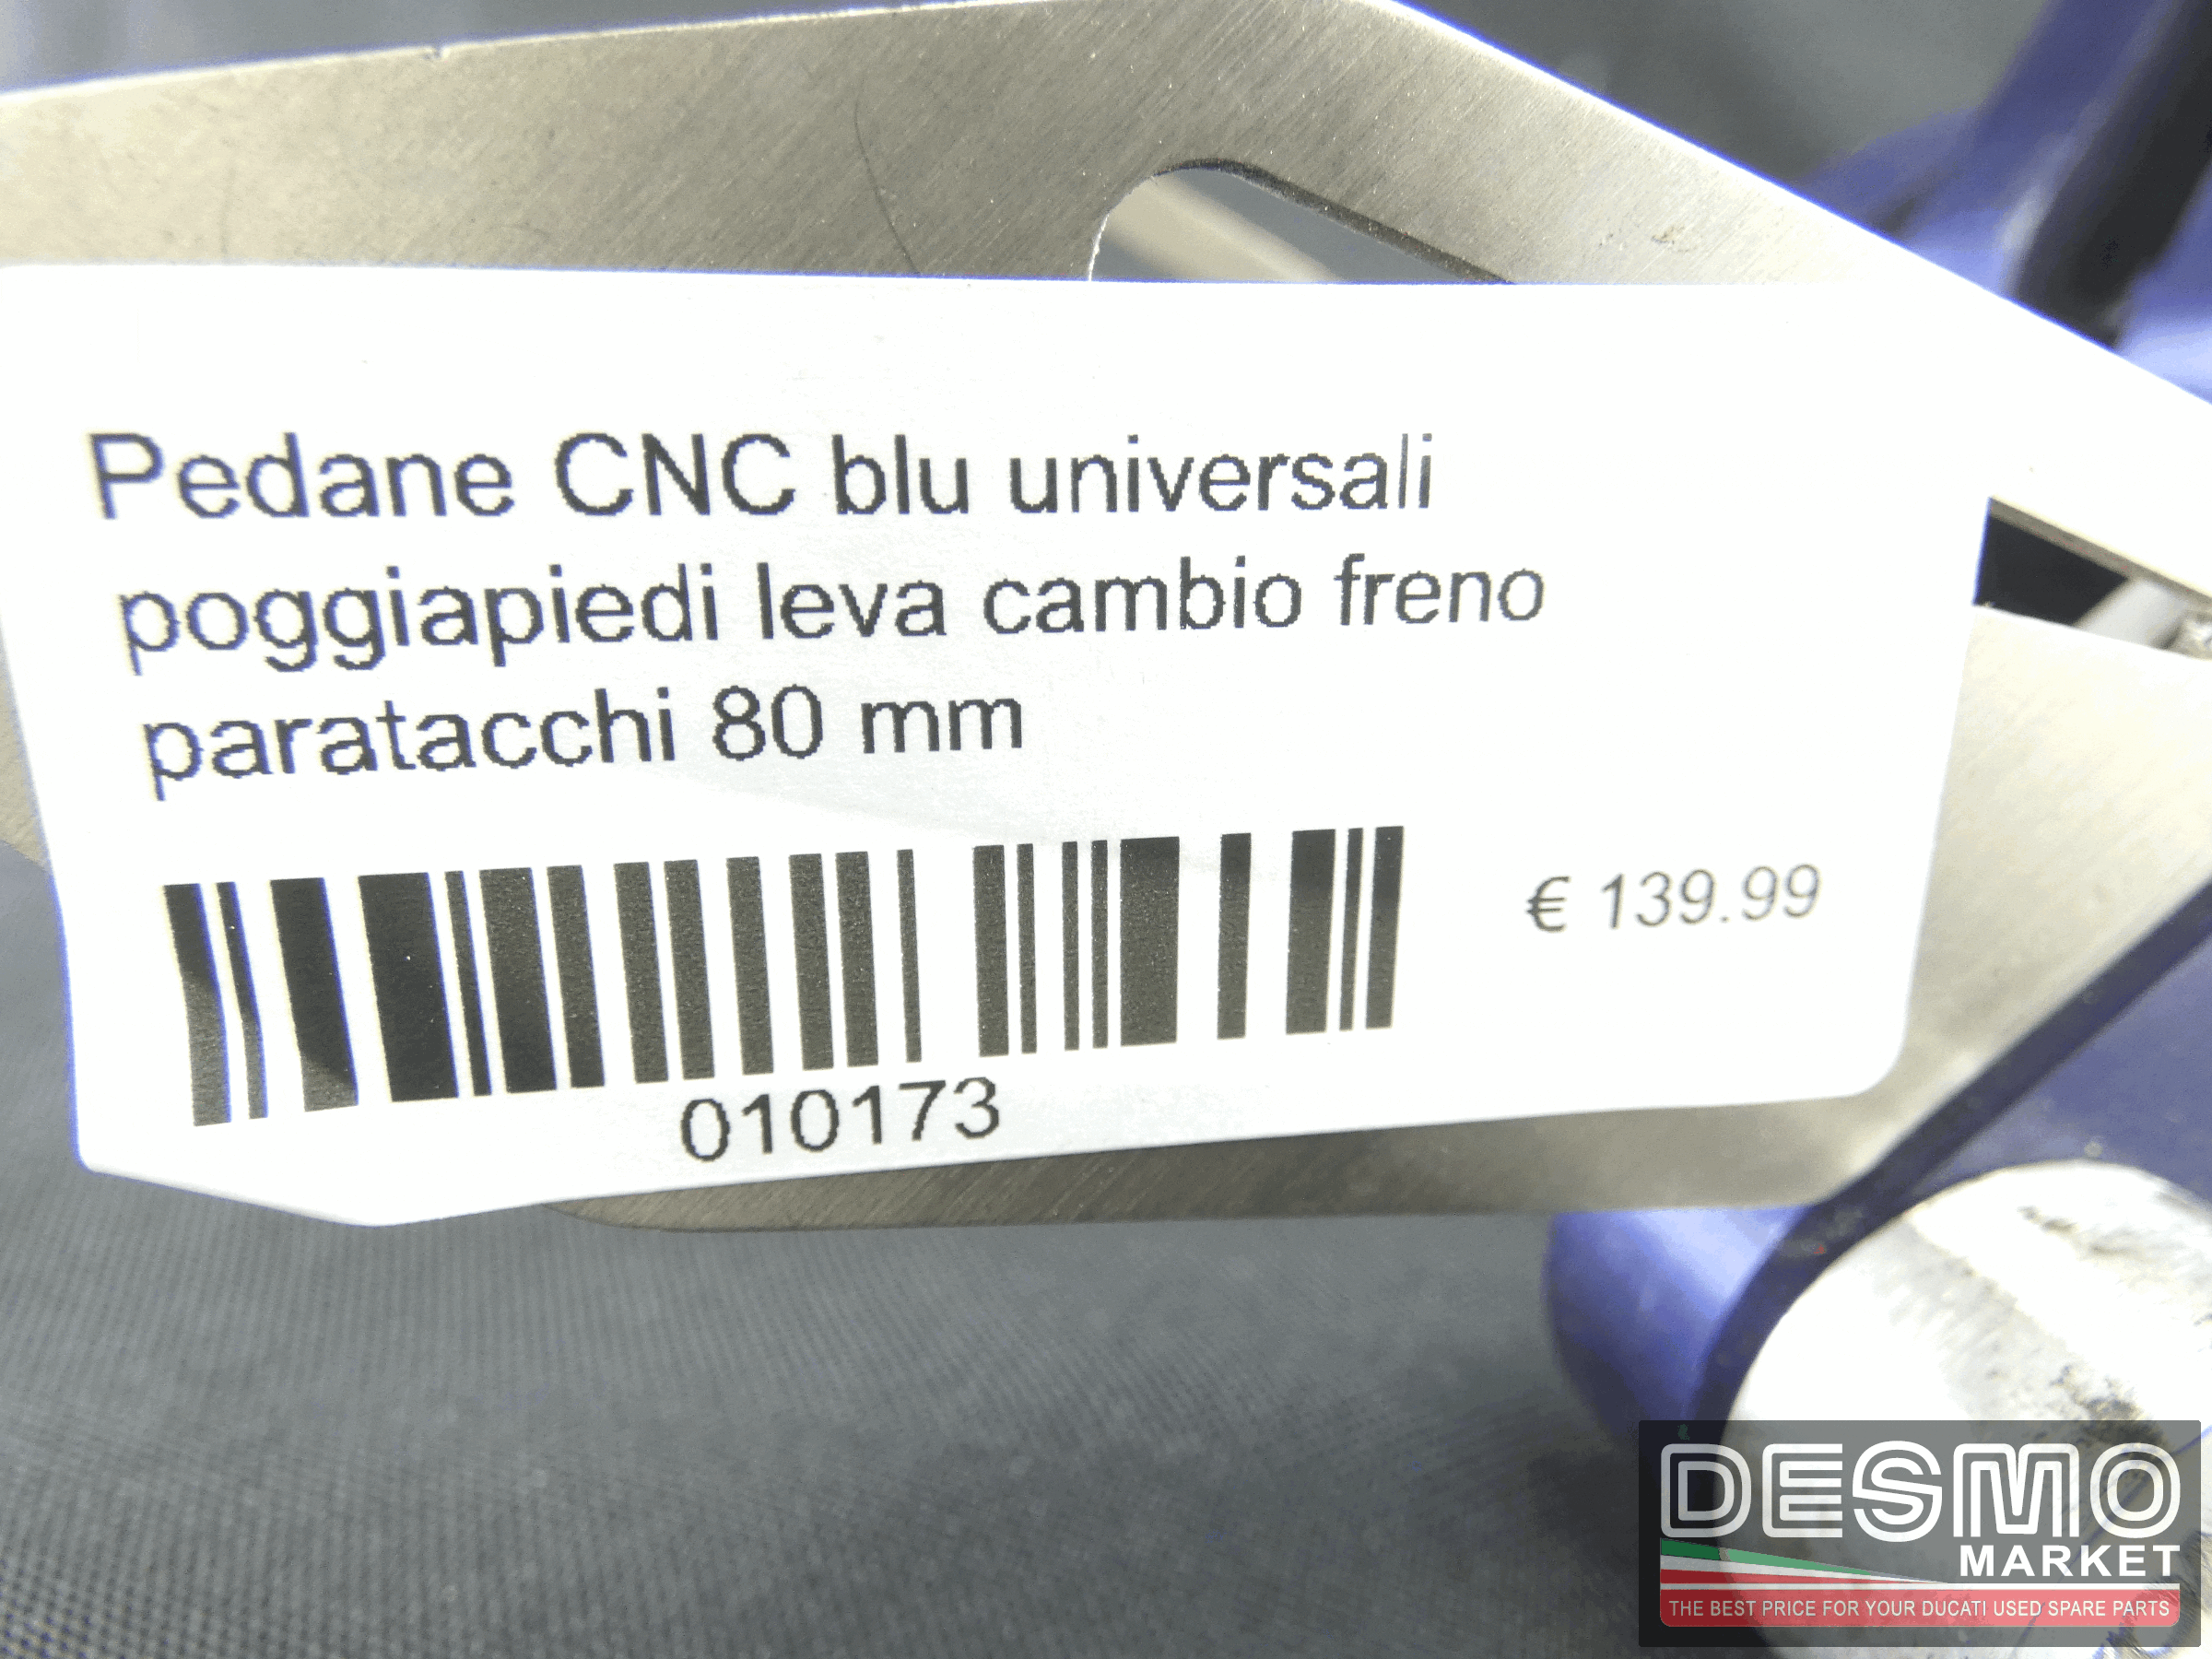 Pedane CNC blu universali
poggiapiedi leva cambio freno
paratacchi 80 mm
€ 139.99
010173
DESMO
MARKET
THE BEST PRICE FOR YOUR DUCATI USED SPARE PARTS